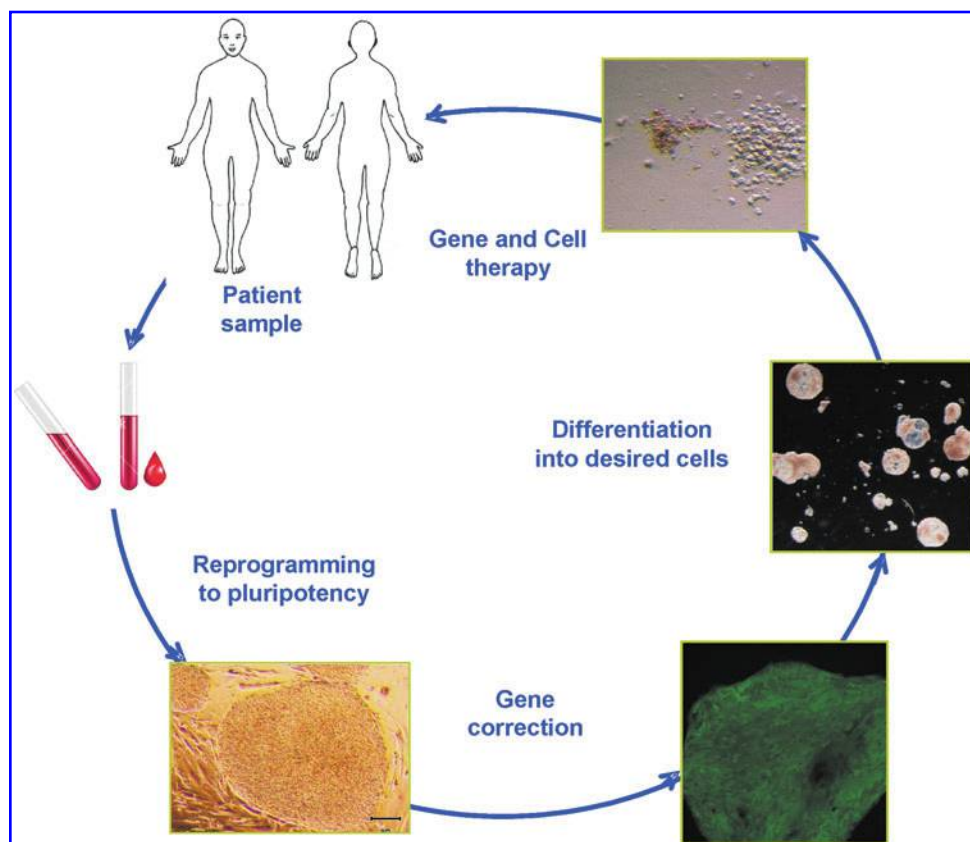 Patient
sample
Reprogramming
to pluripotency
Gene
correction
Differentiation
into desired cells
Gene and Cell
therapy